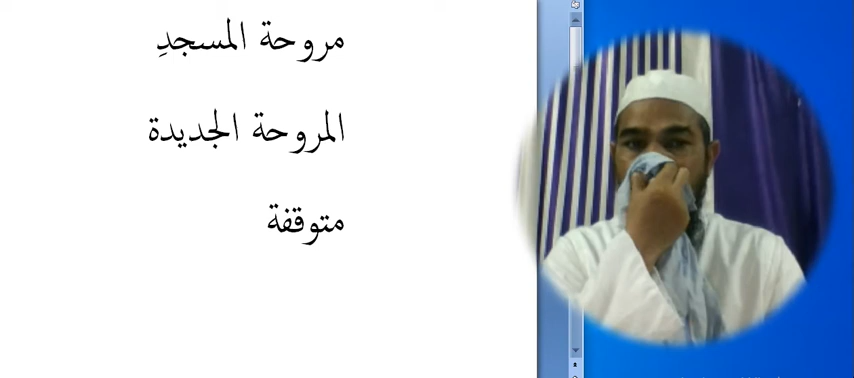 مروحة المسجدِ
المروحة الجديدة
متوقفة